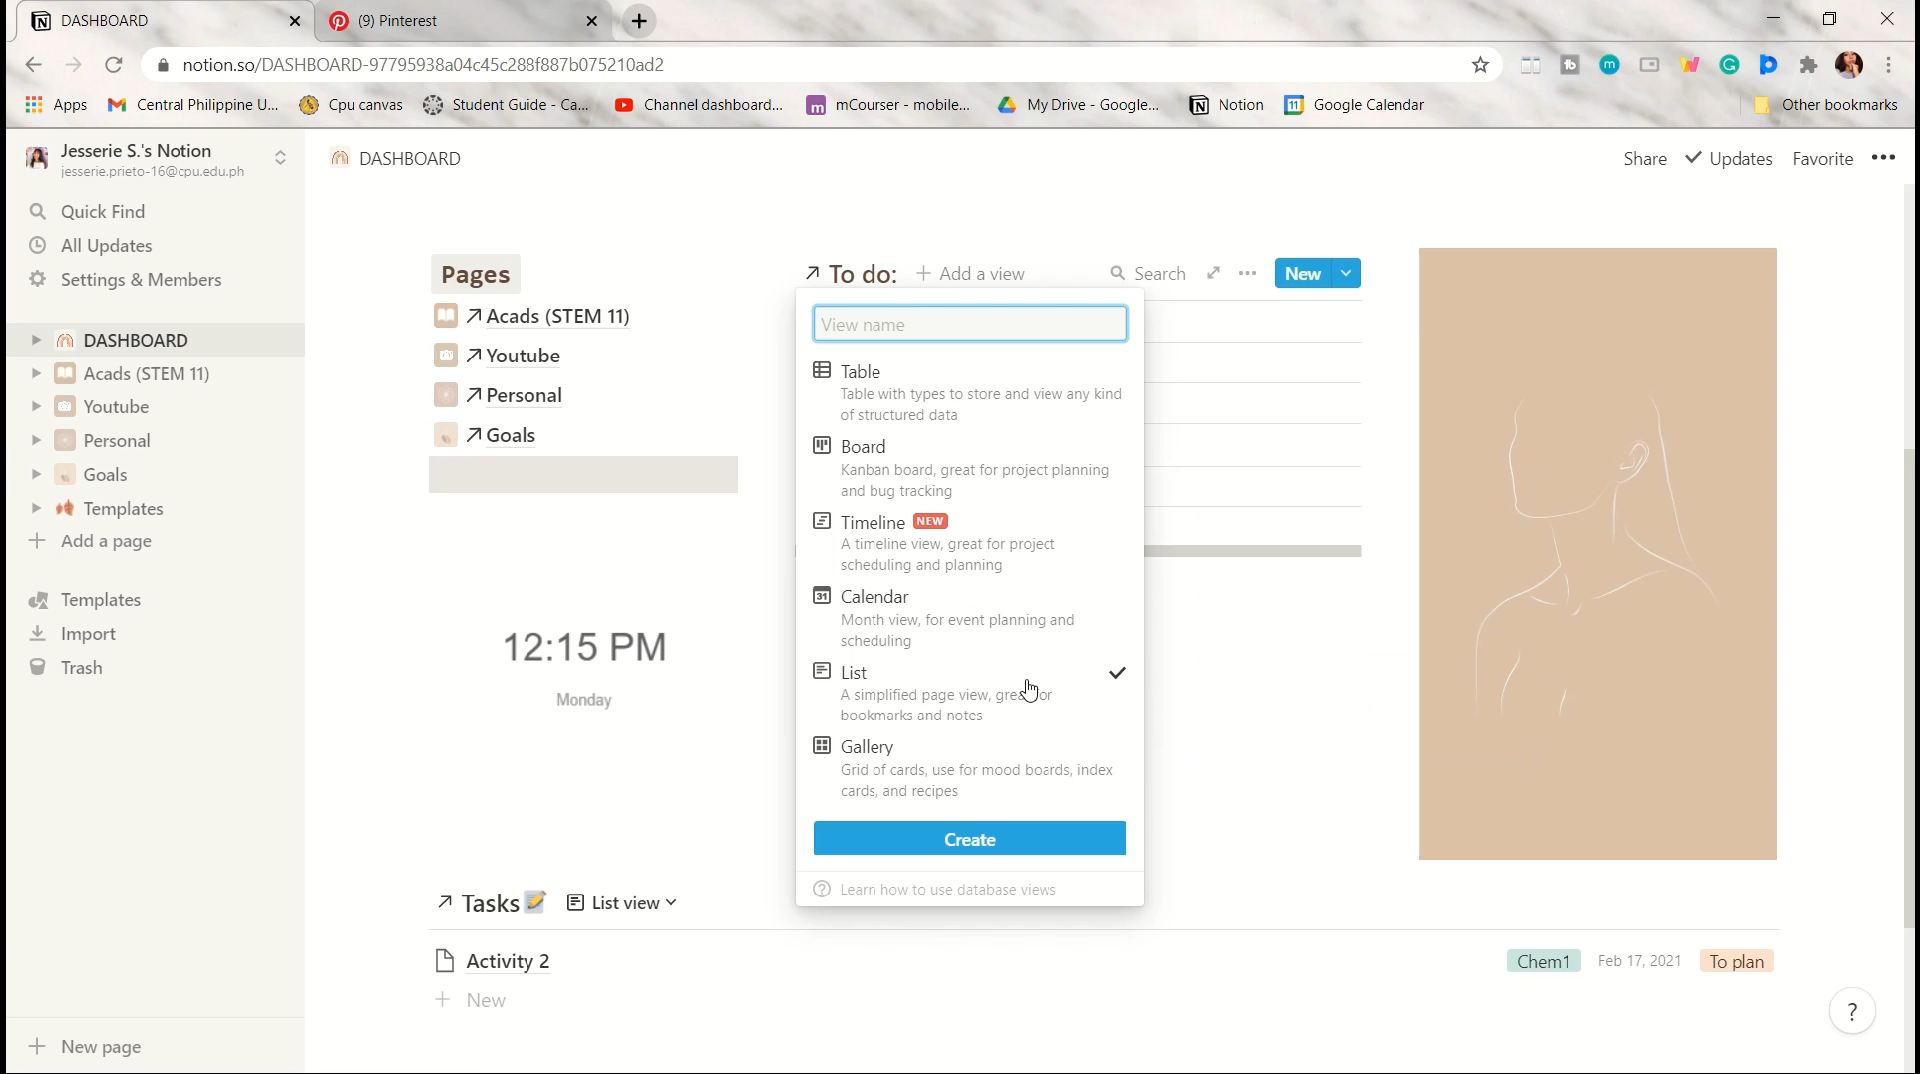 DASHBOARD
(9) Pinterest
notion.so/DASHBOARD-97795938a04c45c288f887b075210ad2
Apps
Central Philippine U...
Cpu canvas
Student Guide - Ca...
Channel dashboard...
mCourser - mobile...
My Drive - Google...
Notion
Google Calendar
Other bookmarks
Jesserie S.'s Notion
jesserie.prieto-16@cpu.edu.ph
Quick Find
All Updates
Settings & Members
DASHBOARD
Acads (STEM 11)
Youtube
Personal
Goals
Templates
Add a page
Templates
Import
Trash
New page
DASHBOARD
Share
Updates
Favorite
Pages
Acads (STEM 11)
Youtube
Personal
Goals
12:15 PM
Monday
To do:
Add a view
Search
New
View name
Table
Table with types to store and view any kind
of structured data
Board
Kanban board, great for project planning
and bug tracking
Timeline NEW
A timeline view, great for project
scheduling and planning
31 Calendar
Month view, for event planning and
scheduling
List
A simplified page view, great for
bookmarks and notes
Gallery
Grid of cards, use for mood boards, index
cards, and recipes
Create
Learn how to use database views
Tasks
List view
Activity 2
Chem1
Feb 17, 2021
To plan
New
?